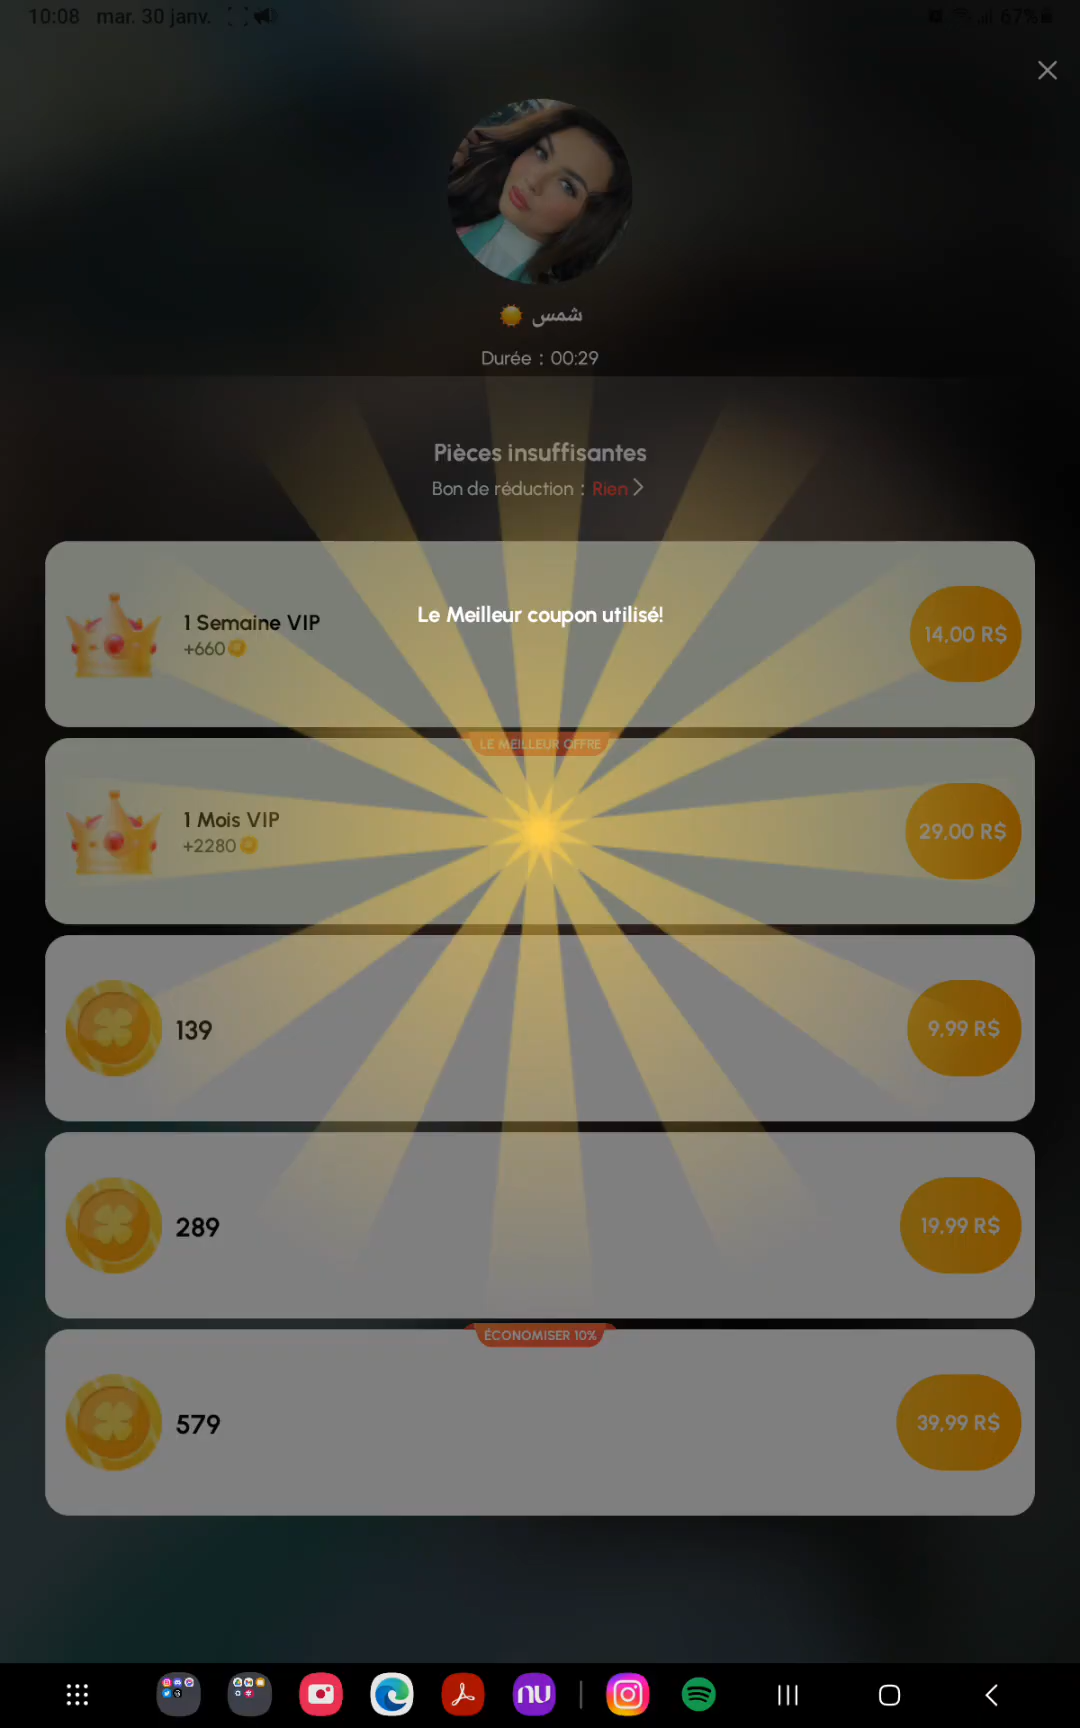 10:08 mar. 30 janv.
67%
شمس
Durée : 00:29
Pièces insuffisantes
Bon de réduction : Rien
1 Semaine VIP
+660
Le Meilleur coupon utilisé!
14,00 R$
LE MEILLEUR OFFRE
1 Mois VIP
+2280
29,00 R$
139
9,99 R$
289
19,99 R$
ÉCONOMISER 10%
579
39,99 R$
nu